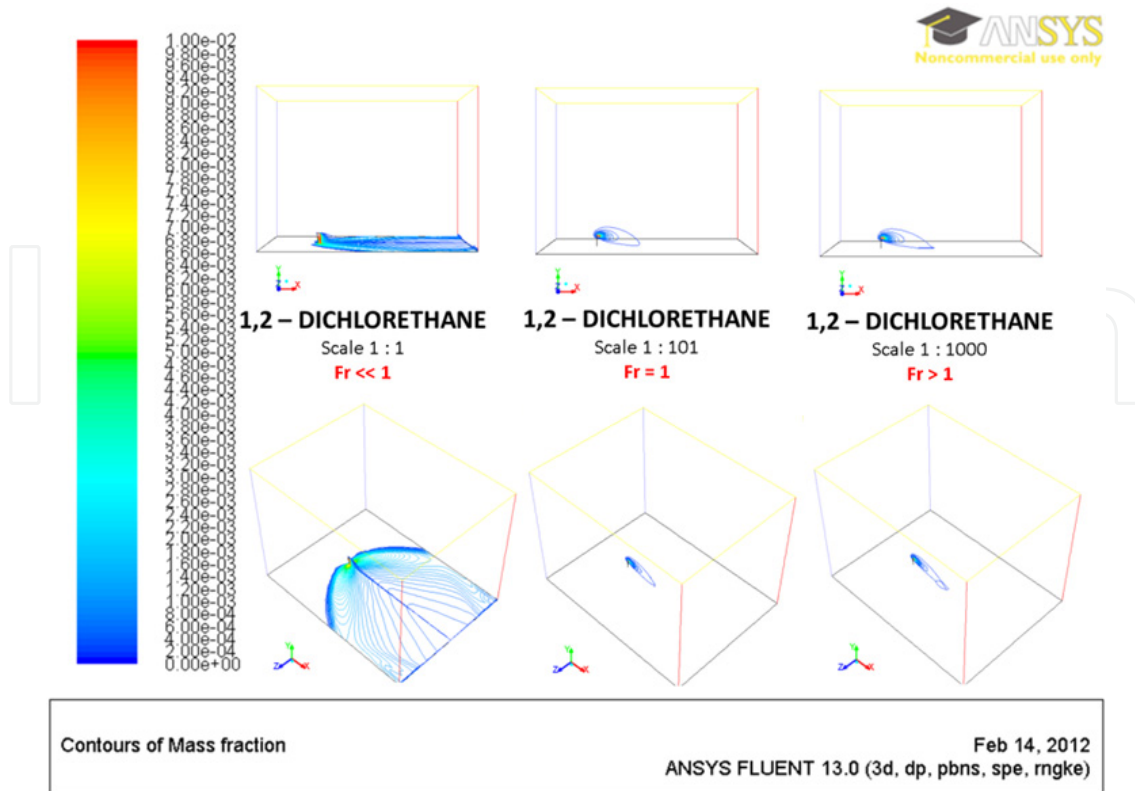 ANSYS
Noncommercial use only
1.00e-02
9.80e-03
9.60e-03
9.40e-03
9.20e-03
9.00e-03
8.80e-03
8.60e-03
8.40e-03
8.20e-03
8.00e-03
7.80e-03
7.60e-03
7.40e-03
7.20e-03
7.00e-03
6.80e-03
6.60e-03
6.40e-03
6.20e-03
6.00e-03
5.80e-03
5.60e-03
5.40e-03
5.20e-03
5.00e-03
4.80e-03
4.60e-03
4.40e-03
4.20e-03
4.00e-03
3.80e-03
3.60e-03
3.40e-03
3.20e-03
3.00e-03
2.80e-03
2.60e-03
2.40e-03
2.20e-03
2.00e-03
1.80e-03
1.60e-03
1.40e-03
1.20e-03
1.00e-03
8.00e-04
6.00e-04
4.00e-04
2.00e-04
0.00e+00
Y
X
Y
X
Y
X
1,2 – DICHLORETHANE
Scale 1 : 1
Fr << 1
1,2 – DICHLORETHANE
Scale 1 : 101
Fr = 1
1,2 – DICHLORETHANE
Scale 1 : 1000
Fr > 1
Y
Z X
Y
Z X
Y
Z X
Contours of Mass fraction
Feb 14, 2012
ANSYS FLUENT 13.0 (3d, dp, pbns, spe, rngke)